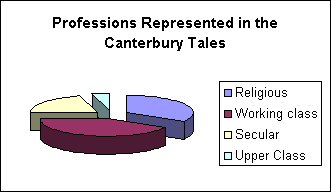 Professions Represented in the
Canterbury Tales
Religious
Working class
Secular
Upper Class